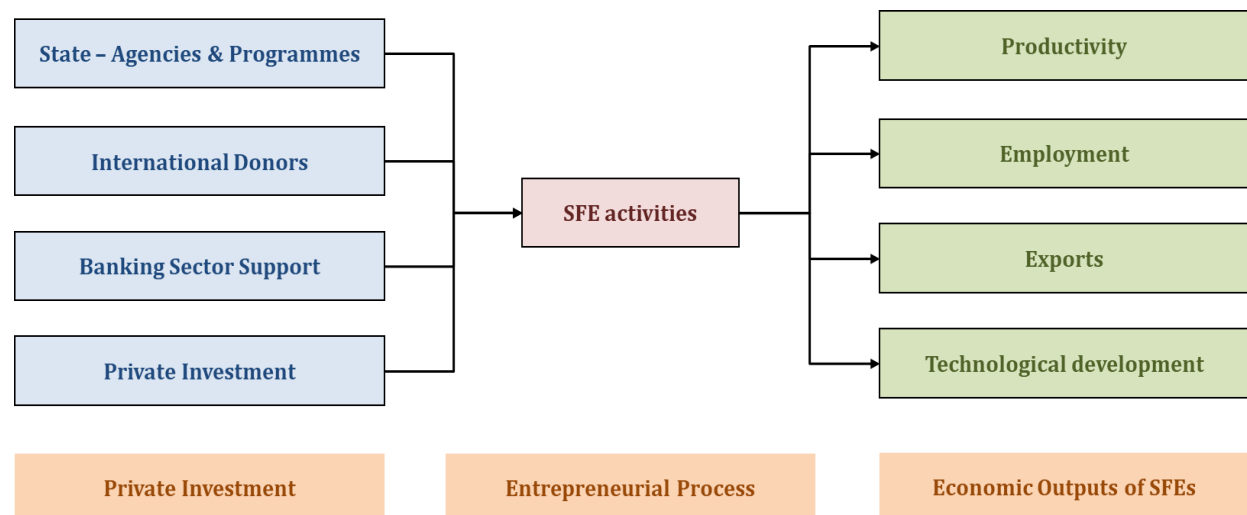 State – Agencies & Programmes
International Donors
Banking Sector Support
Private Investment
SFE activities
Productivity
Employment
Exports
Technological development
Private Investment
Entrepreneurial Process
Economic Outputs of SFEs